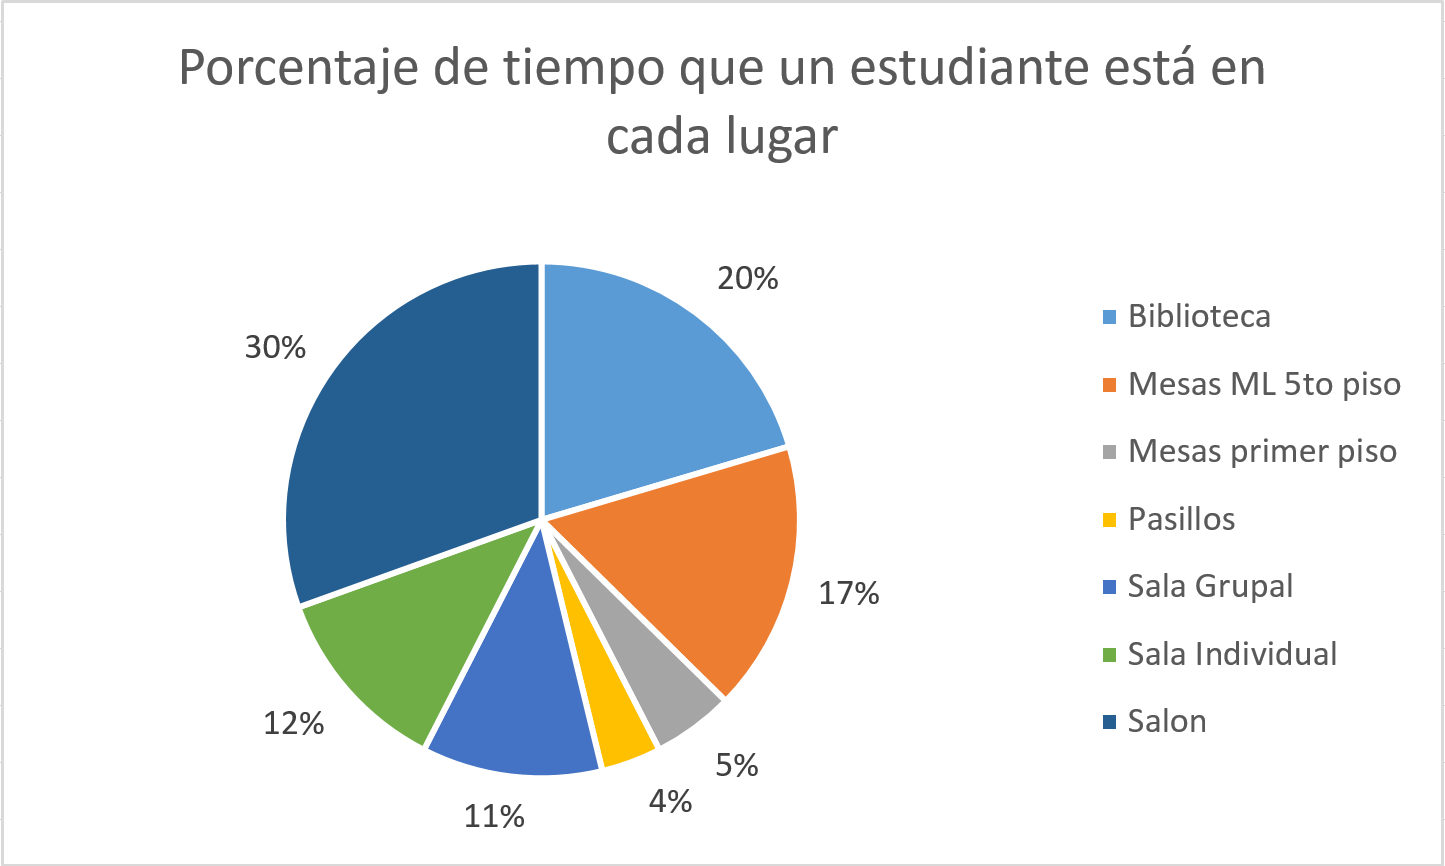 Porcentaje de tiempo que un estudiante está en
cada lugar
20%
30%
17%
12%
5%
4%
11%
Biblioteca
Mesas ML 5to piso
Mesas primer piso
Pasillos
Sala Grupal
Sala Individual
Salon